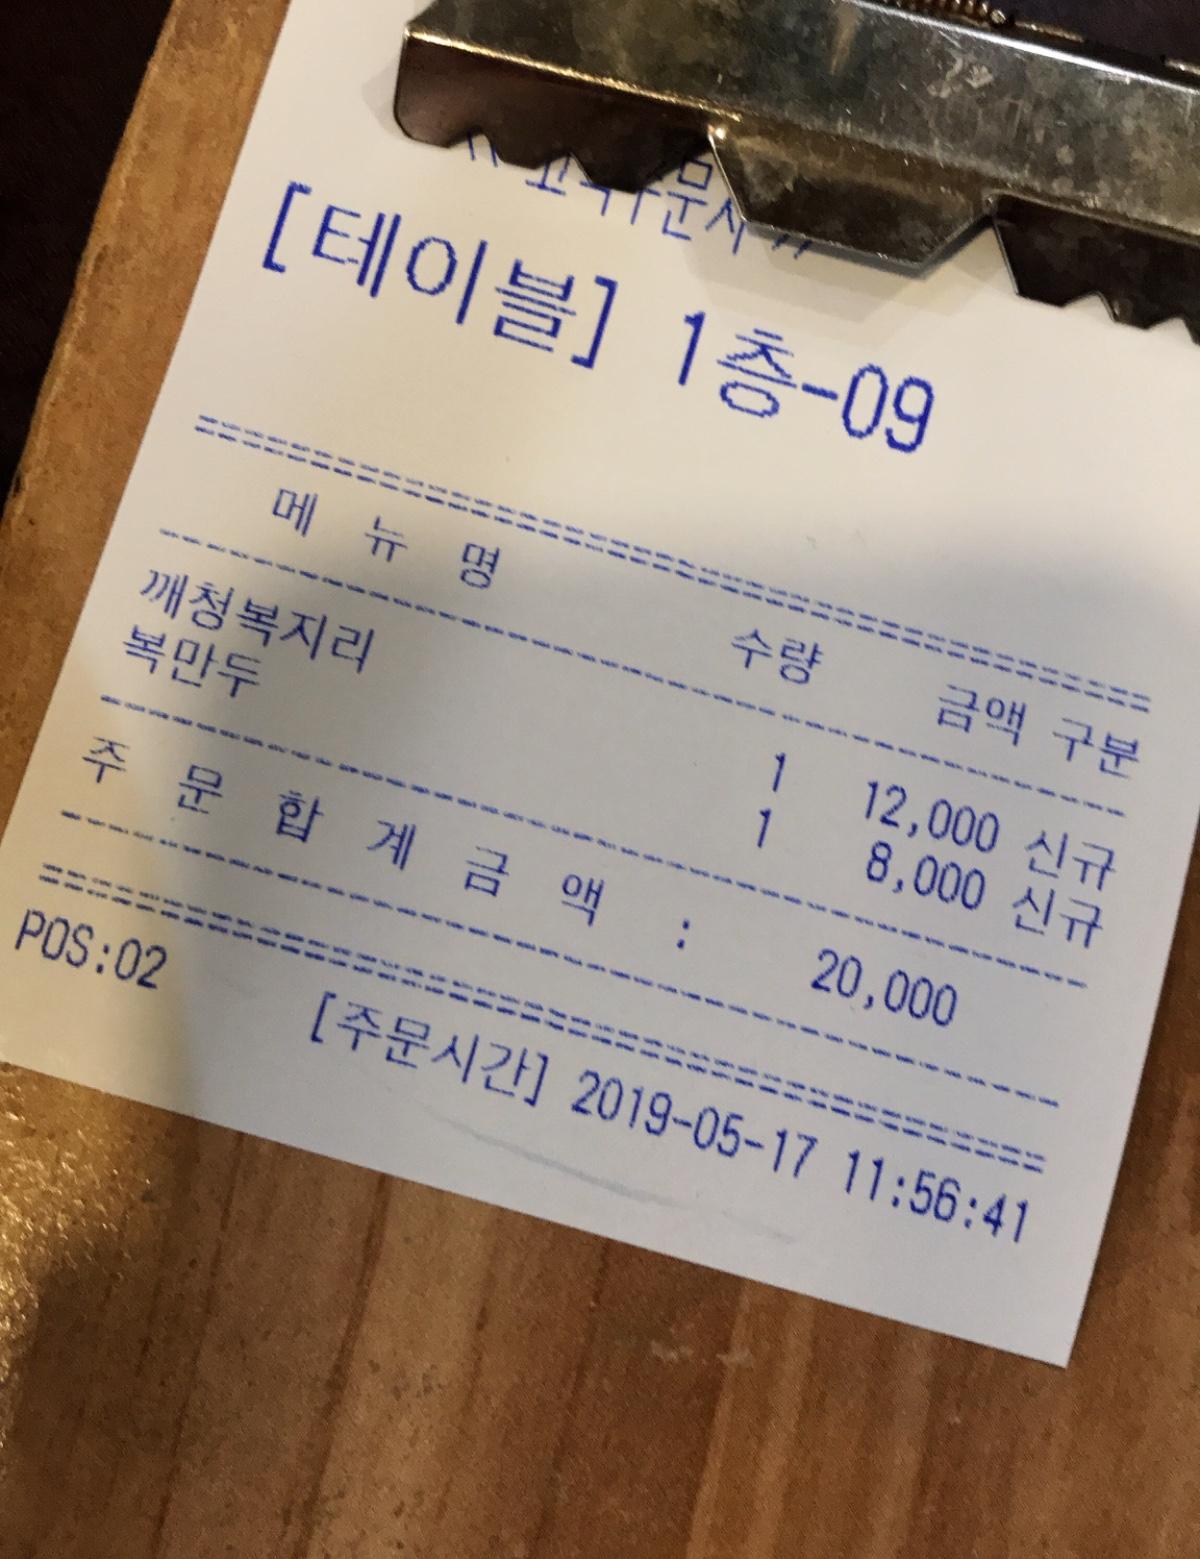 [테이블] 1층-09
메 뉴 명 수량 금액 구분
깨청복지리 1 12,000 신규
복만두 1 8,000 신규
주 문 합 계 금 액 : 20,000
POS:02
[주문시간] 2019-05-17 11:56:41